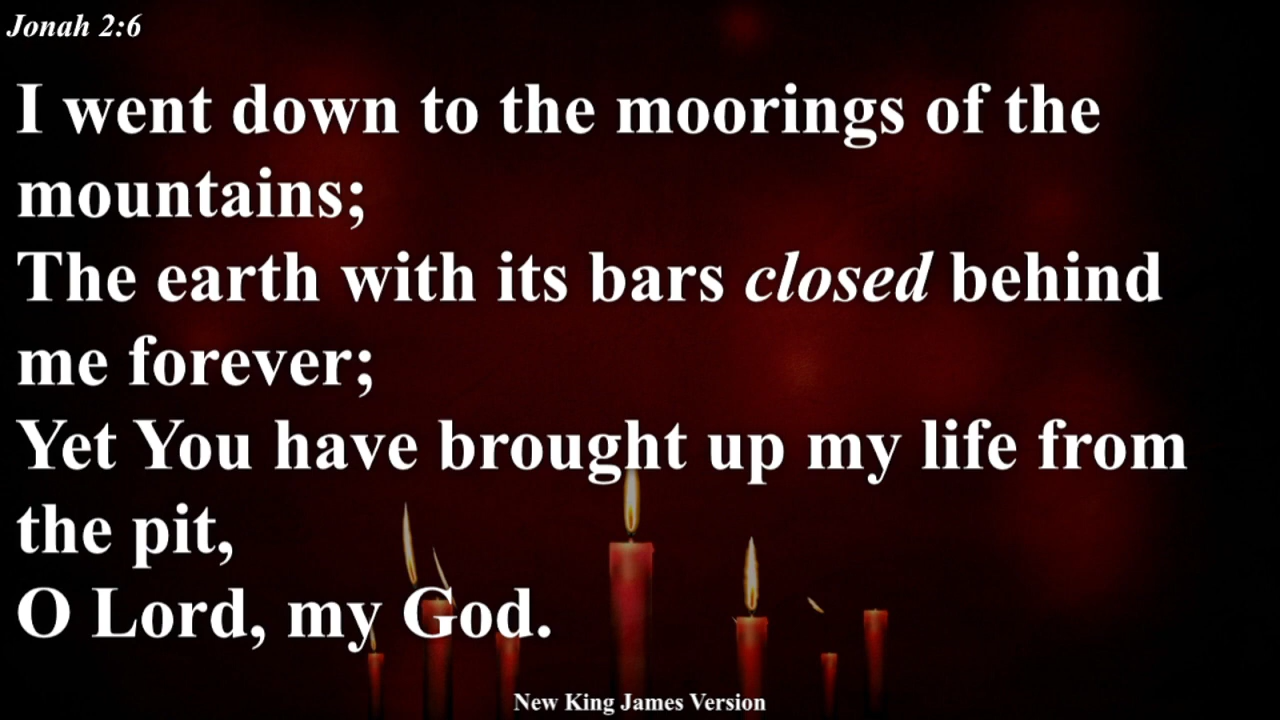 Jonah 2:6
I went down to the moorings of the
mountains;
The earth with its bars closed behind
me forever;
Yet You have brought up my life from
the pit,
O Lord, my God.
New King James Version